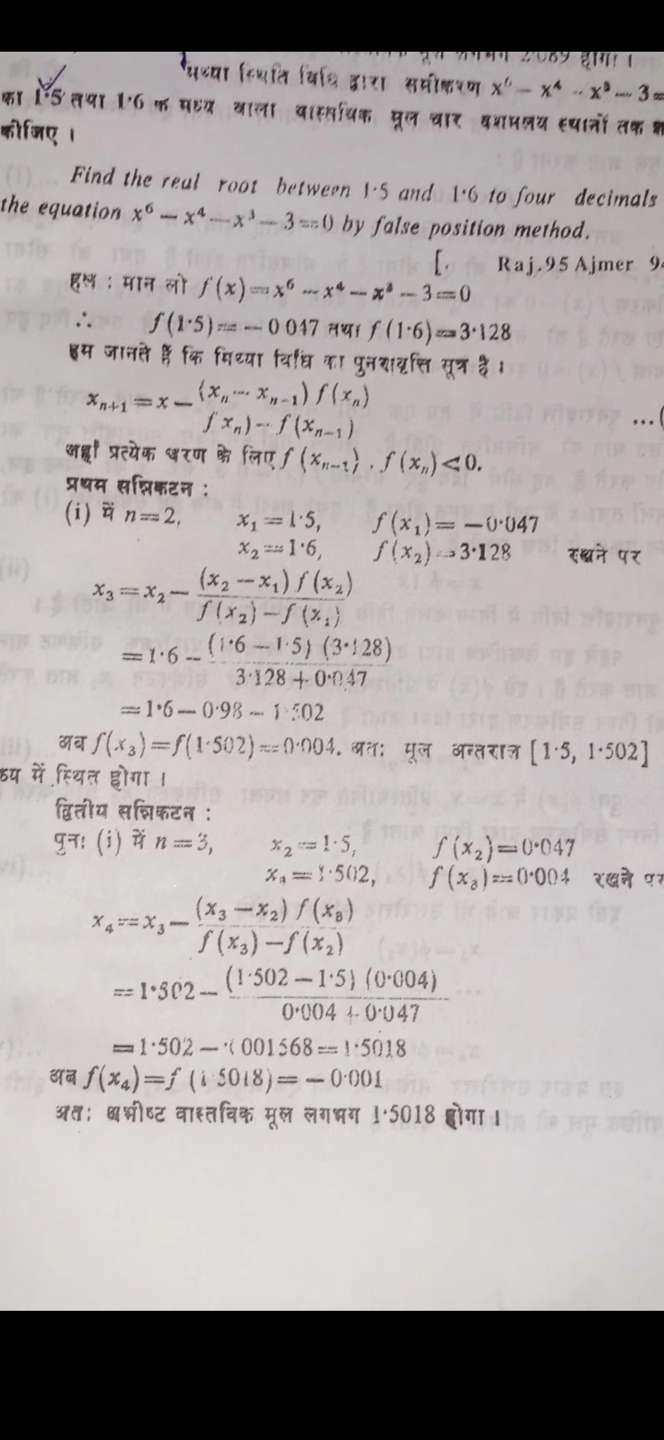 मूल लगभग 2.089 होगा ।
मिथ्या स्थिति विधि द्वारा समीकरण x⁶ − x⁴ − x³ − 3 =
का 1·5 तथा 1·6 के मध्य वाला वास्तविक मूल चार दशमलव स्थानों तक
कीजिए ।
Find the real root between 1·5 and 1·6 to four decimals
the equation x⁶ − x⁴ − x³ − 3 = 0 by false position method.
[. Raj.95 Ajmer 9
हल : मान लो f(x) = x⁶ − x⁴ − x³ − 3 = 0
∴ f(1·5) = − 0 047 तथा f(1·6) = 3·128
हम जानते हैं कि मिथ्या विधि का पुनरावृत्ति सूत्र है ।
xₙ₊₁ = x − (xₙ − xₙ₋₁) f(xₙ)
f xₙ) − f(xₙ₋₁) ...(
जहाँ प्रत्येक चरण के लिए f (xₙ₋₁) . f(xₙ) < 0.
प्रथम सन्निकटन :
(i) में n = 2, x₁ = 1·5, f(x₁) = −0·047
x₂ = 1·6, f(x₂) = 3·128 रखने पर
x₃ = x₂ − (x₂ − x₁) f(x₂)
f(x₂) − f(x₁)
= 1·6 − (1·6 − 1·5) (3·128)
3·128 + 0·047
= 1·6 − 0·98 − 1 502
अब f(x₃) = f(1·502) = 0·004. अतः मूल अन्तराल [1·5, 1·502]
ध्य में स्थित होगा ।
द्वितीय सन्निकटन :
पुनः (i) में n = 3, x₂ = 1·5, f(x₂) = 0·047
x₃ = 1·502, f(x₃) = 0·004 रखने पर
x₄ = x₃ − (x₃ − x₂) f(x₃)
f(x₃) − f(x₂)
= 1·502 − (1·502 − 1·5) (0·004)
0·004 + 0·047
= 1·502 − 001568 = 1·5018
अब f(x₄) = f (1 5018) = − 0·001
अतः अभीष्ट वास्तविक मूल लगभग 1·5018 होगा ।